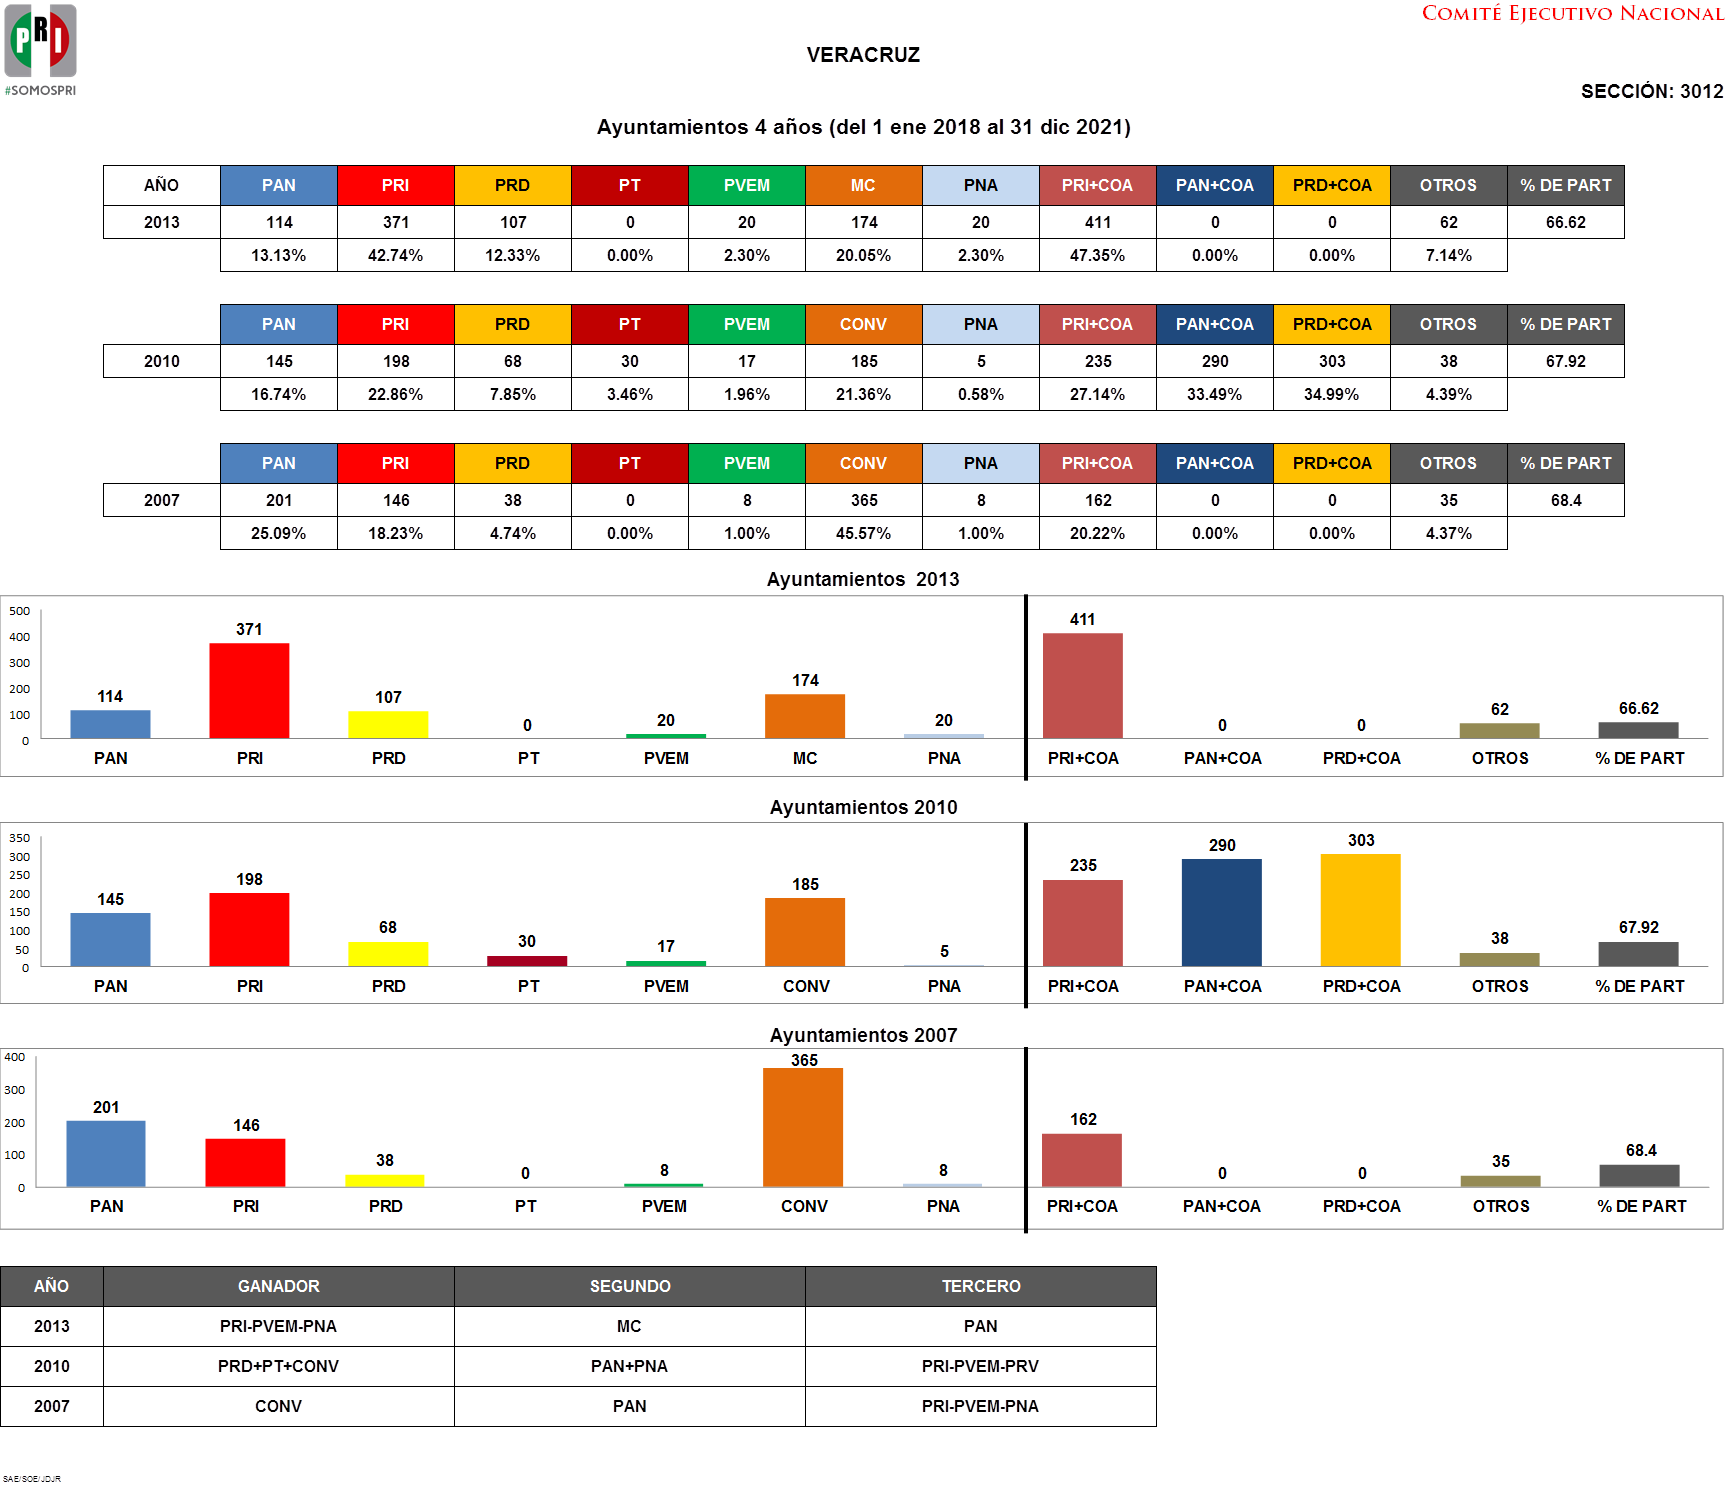 PRI
#SOMOSPRI
COMITÉ EJECUTIVO NACIONAL
VERACRUZ
SECCIÓN: 3012
Ayuntamientos 4 años (del 1 ene 2018 al 31 dic 2021)
AÑO PAN PRI PRD PT PVEM MC PNA PRI+COA PAN+COA PRD+COA OTROS % DE PART
2013 114 371 107 0 20 174 20 411 0 0 62 66.62
13.13% 42.74% 12.33% 0.00% 2.30% 20.05% 2.30% 47.35% 0.00% 0.00% 7.14%
PAN PRI PRD PT PVEM CONV PNA PRI+COA PAN+COA PRD+COA OTROS % DE PART
2010 145 198 68 30 17 185 5 235 290 303 38 67.92
16.74% 22.86% 7.85% 3.46% 1.96% 21.36% 0.58% 27.14% 33.49% 34.99% 4.39%
PAN PRI PRD PT PVEM CONV PNA PRI+COA PAN+COA PRD+COA OTROS % DE PART
2007 201 146 38 0 8 365 8 162 0 0 35 68.4
25.09% 18.23% 4.74% 0.00% 1.00% 45.57% 1.00% 20.22% 0.00% 0.00% 4.37%
Ayuntamientos 2013
500
400
300
200
100
0
114 371 107 0 20 174 20 411 0 0 62 66.62
PAN PRI PRD PT PVEM MC PNA PRI+COA PAN+COA PRD+COA OTROS % DE PART
Ayuntamientos 2010
350
300
250
200
150
100
50
0
145 198 68 30 17 185 5 235 290 303 38 67.92
PAN PRI PRD PT PVEM CONV PNA PRI+COA PAN+COA PRD+COA OTROS % DE PART
Ayuntamientos 2007
400
300
200
100
0
201 146 38 0 8 365 8 162 0 0 35 68.4
PAN PRI PRD PT PVEM CONV PNA PRI+COA PAN+COA PRD+COA OTROS % DE PART
AÑO GANADOR SEGUNDO TERCERO
2013 PRI-PVEM-PNA MC PAN
2010 PRD+PT+CONV PAN+PNA PRI-PVEM-PRV
2007 CONV PAN PRI-PVEM-PNA
SAE/SOE/JDJR